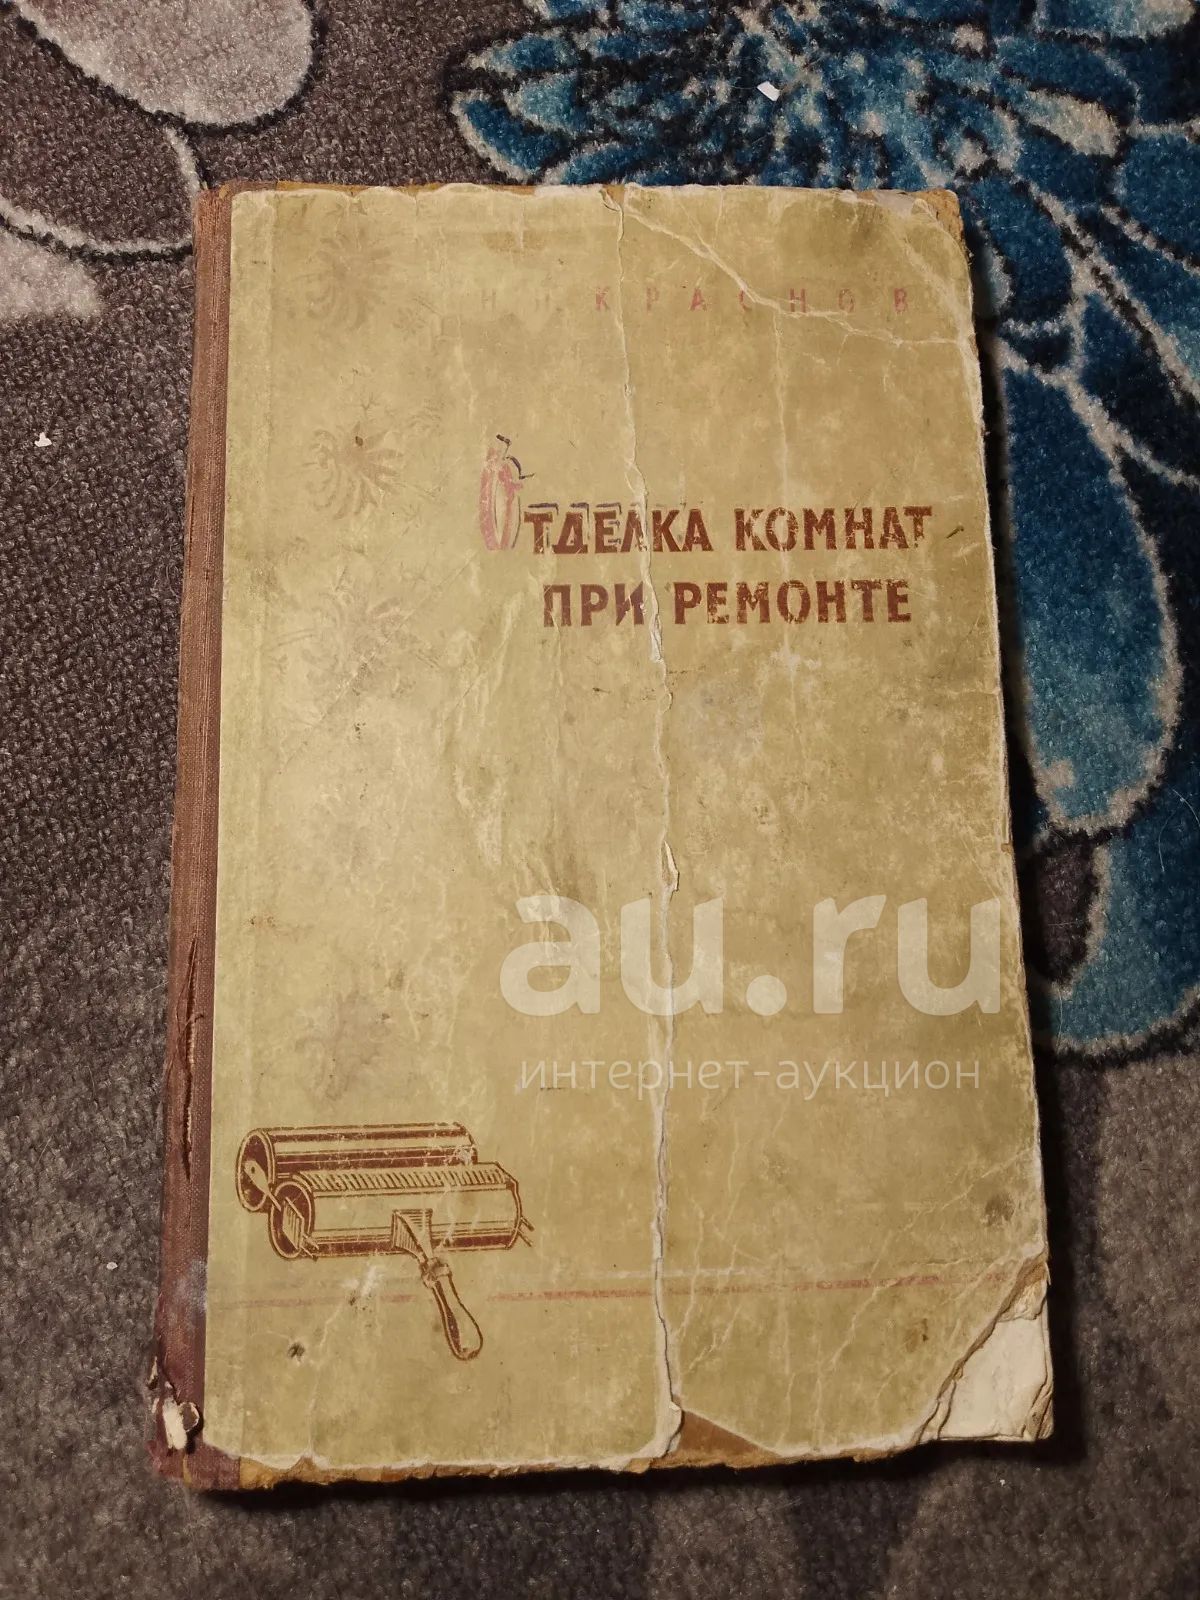 Н. П. КРАСНОВ
ОТДЕЛКА КОМНАТ
ПРИ РЕМОНТЕ
au.ru
интернет-аукцион